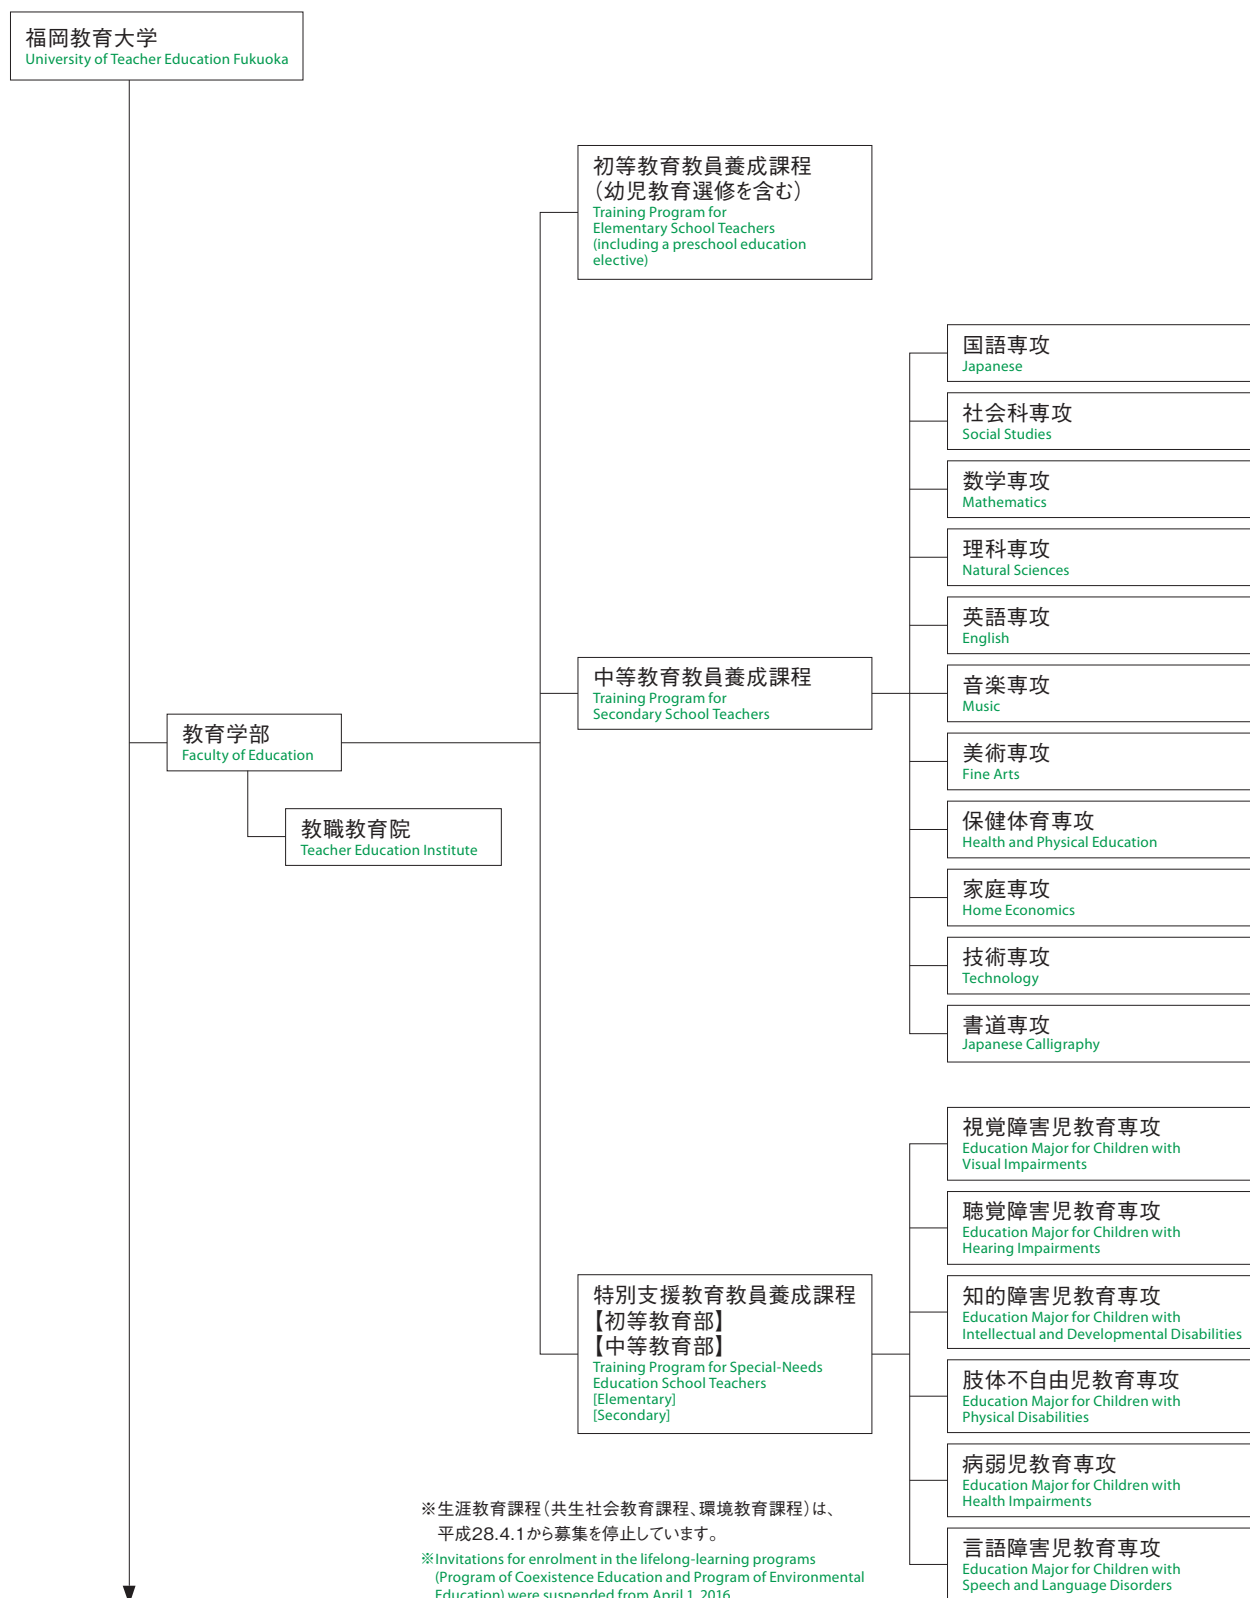 福岡教育大学
University of Teacher Education Fukuoka
初等教育教員養成課程
（幼児教育選修を含む）
Training Program for
Elementary School Teachers
(including a preschool education
elective)
国語専攻
Japanese
社会科専攻
Social Studies
数学専攻
Mathematics
理科専攻
Natural Sciences
英語専攻
English
中等教育教員養成課程
Training Program for
Secondary School Teachers
音楽専攻
Music
教育学部
Faculty of Education
美術専攻
Fine Arts
教職教育院
Teacher Education Institute
保健体育専攻
Health and Physical Education
家庭専攻
Home Economics
技術専攻
Technology
書道専攻
Japanese Calligraphy
視覚障害児教育専攻
Education Major for Children with
Visual Impairments
聴覚障害児教育専攻
Education Major for Children with
Hearing Impairments
特別支援教育教員養成課程
【初等教育部】
【中等教育部】
Training Program for Special-Needs
Education School Teachers
[Elementary]
[Secondary]
知的障害児教育専攻
Education Major for Children with
Intellectual and Developmental Disabilities
肢体不自由児教育専攻
Education Major for Children with
Physical Disabilities
病弱児教育専攻
Education Major for Children with
Health Impairments
言語障害児教育専攻
Education Major for Children with
Speech and Language Disorders
※生涯教育課程（共生社会教育課程、環境教育課程）は、
平成28.4.1から募集を停止しています。
※Invitations for enrolment in the lifelong-learning programs
(Program of Coexistence Education and Program of Environmental
Education) were suspended from April 1, 2016